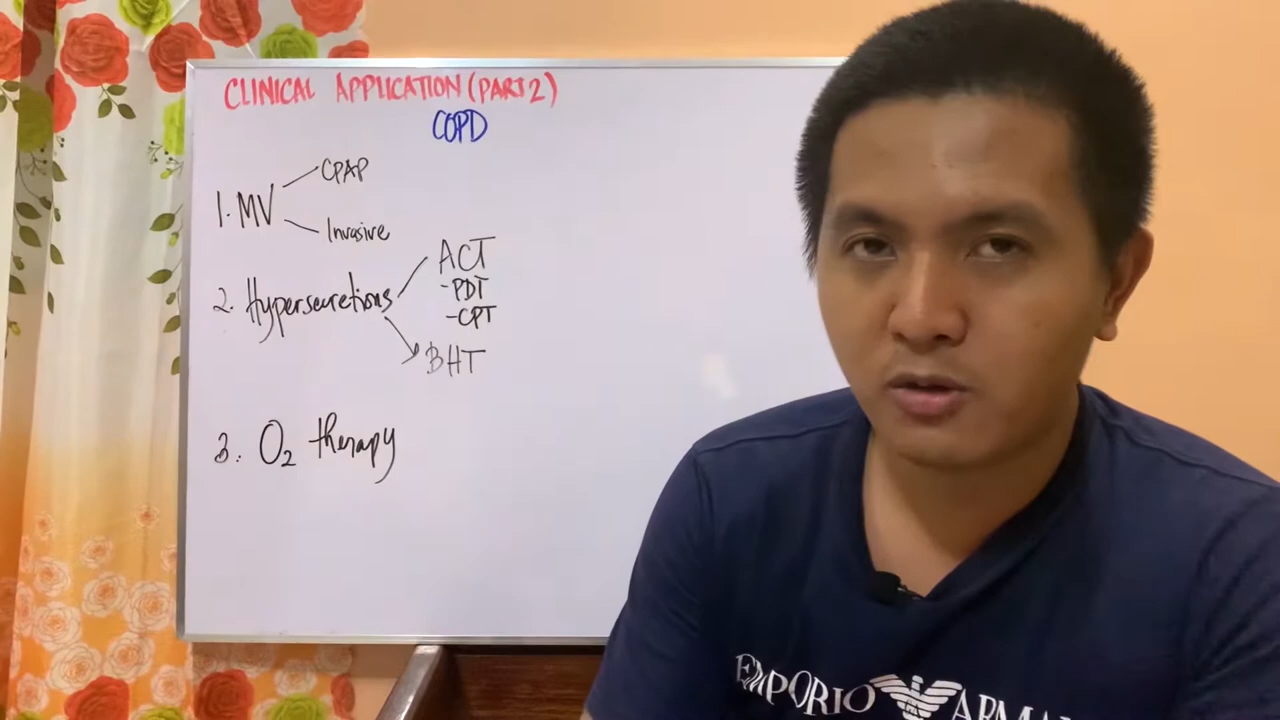 CLINICAL APPLICATION (PART 2)
COPD
1. MV
CPAP
Invasive
2. Hypersecretions
ACT
-PDT
-CPT
BHT
3. O2 therapy
EMPORIO ARMA